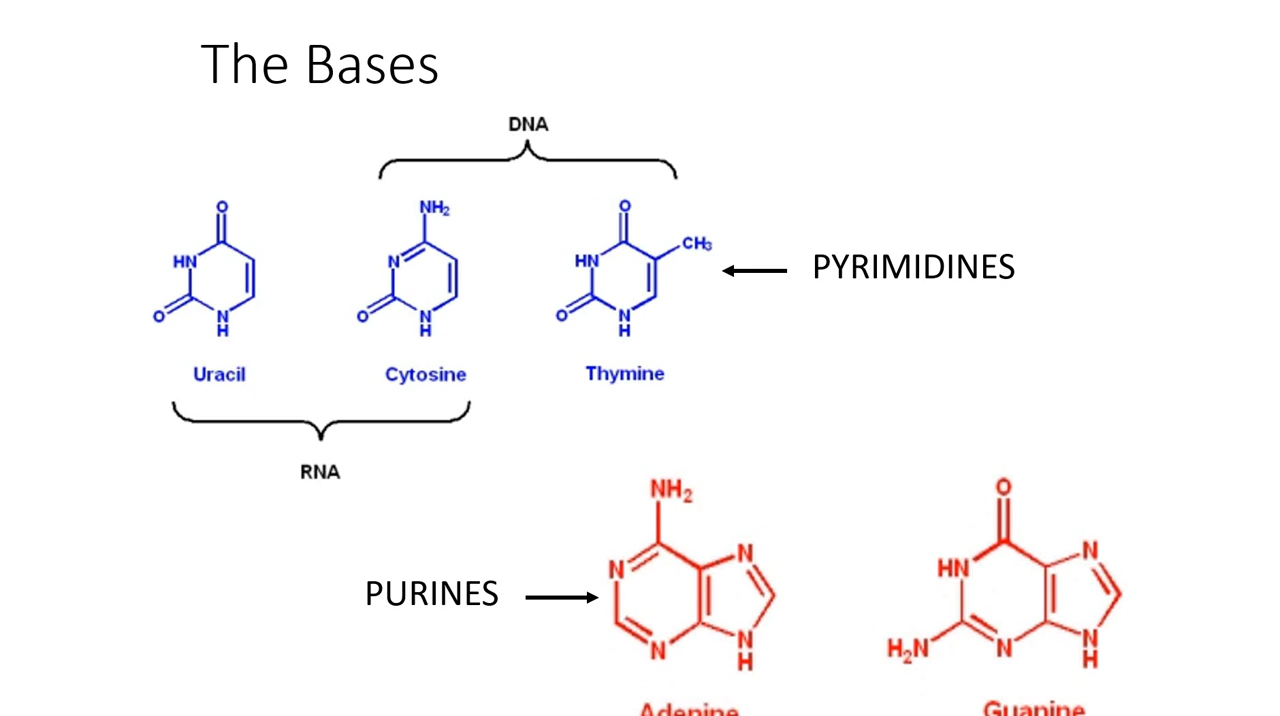 The Bases
DNA
O
NH₂
O
CH₃
HN
N
HN
PYRIMIDINES
O
N
H
O
N
H
O
N
H
Uracil
Cytosine
Thymine
RNA
NH₂
O
N
N
HN
N
PURINES
N
N
H
H₂N
N
N
H
Adenine
Guanine